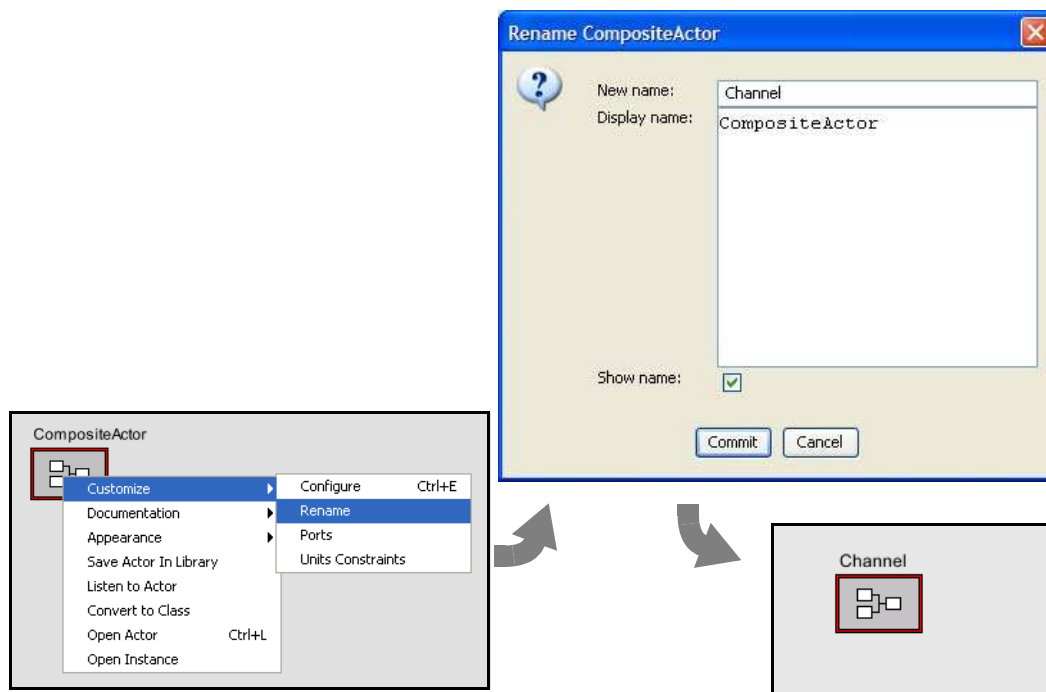 Rename CompositeActor
New name: Channel
Display name: CompositeActor
Show name:
Commit Cancel
CompositeActor
Customize
Documentation
Appearance
Save Actor In Library
Listen to Actor
Convert to Class
Open Actor Ctrl+L
Open Instance
Configure Ctrl+E
Rename
Ports
Units Constraints
Channel